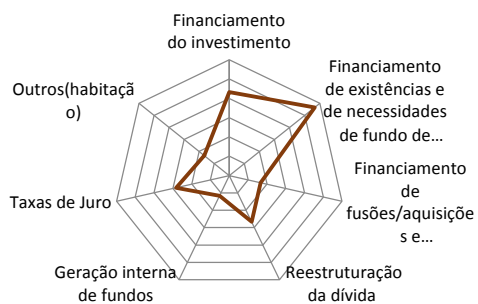 Financiamento
do investimento
Financiamento
de existências e
de necessidades
de fundo de...
Financiamento
de
fusões/aquisiçõe
s e...
Reestruturação
da dívida
Geração interna
de fundos
Taxas de Juro
Outros(habitaçã
o)